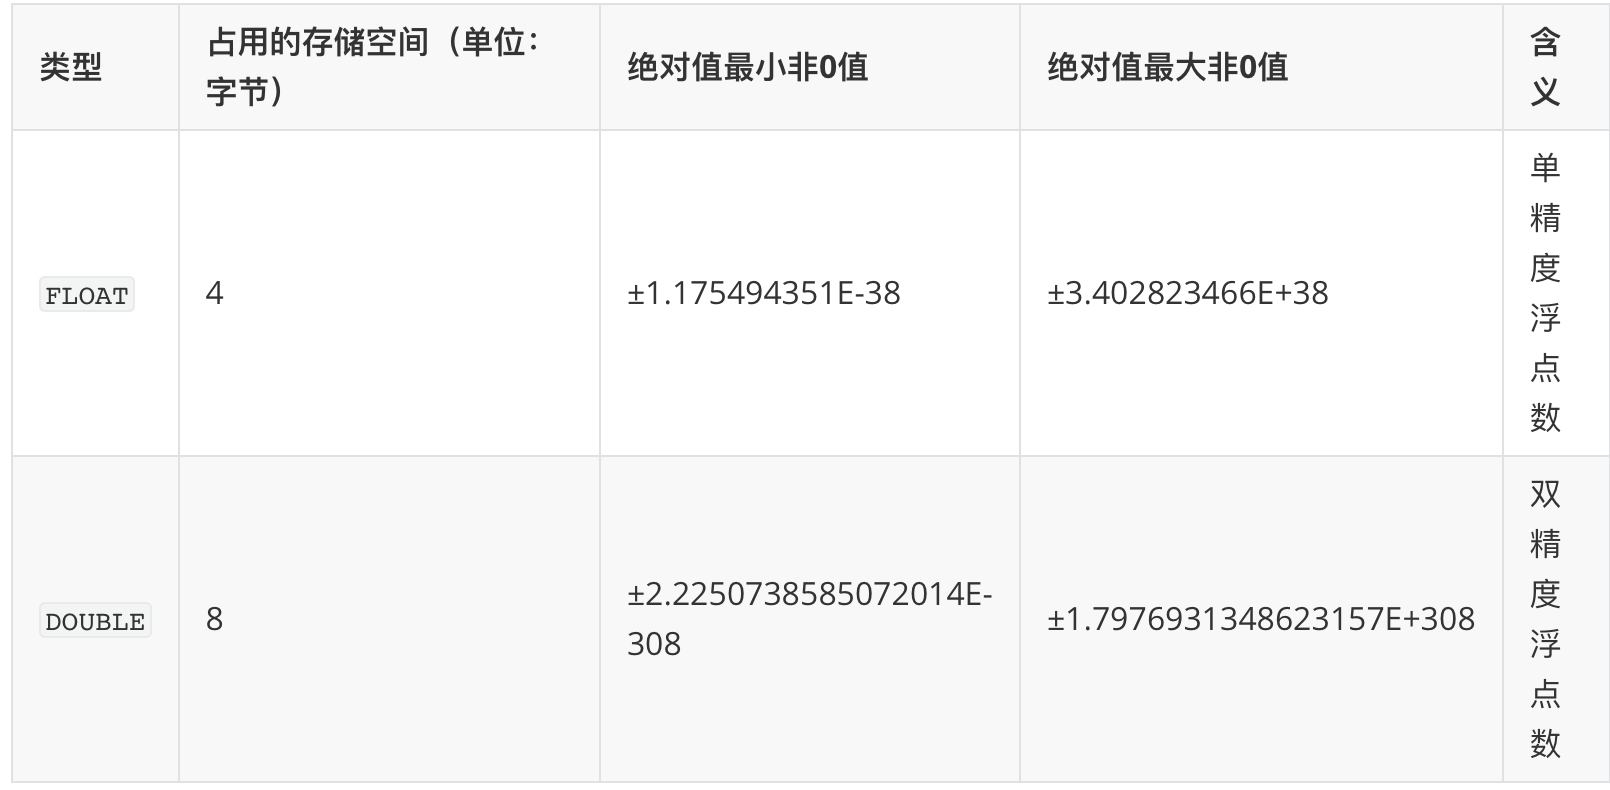 类型
占用的存储空间（单位：
字节）
绝对值最小非0值
绝对值最大非0值
含
义
FLOAT
4
±1.175494351E-38
±3.402823466E+38
单
精
度
浮
点
数
DOUBLE
8
±2.2250738585072014E-
308
±1.7976931348623157E+308
双
精
度
浮
点
数